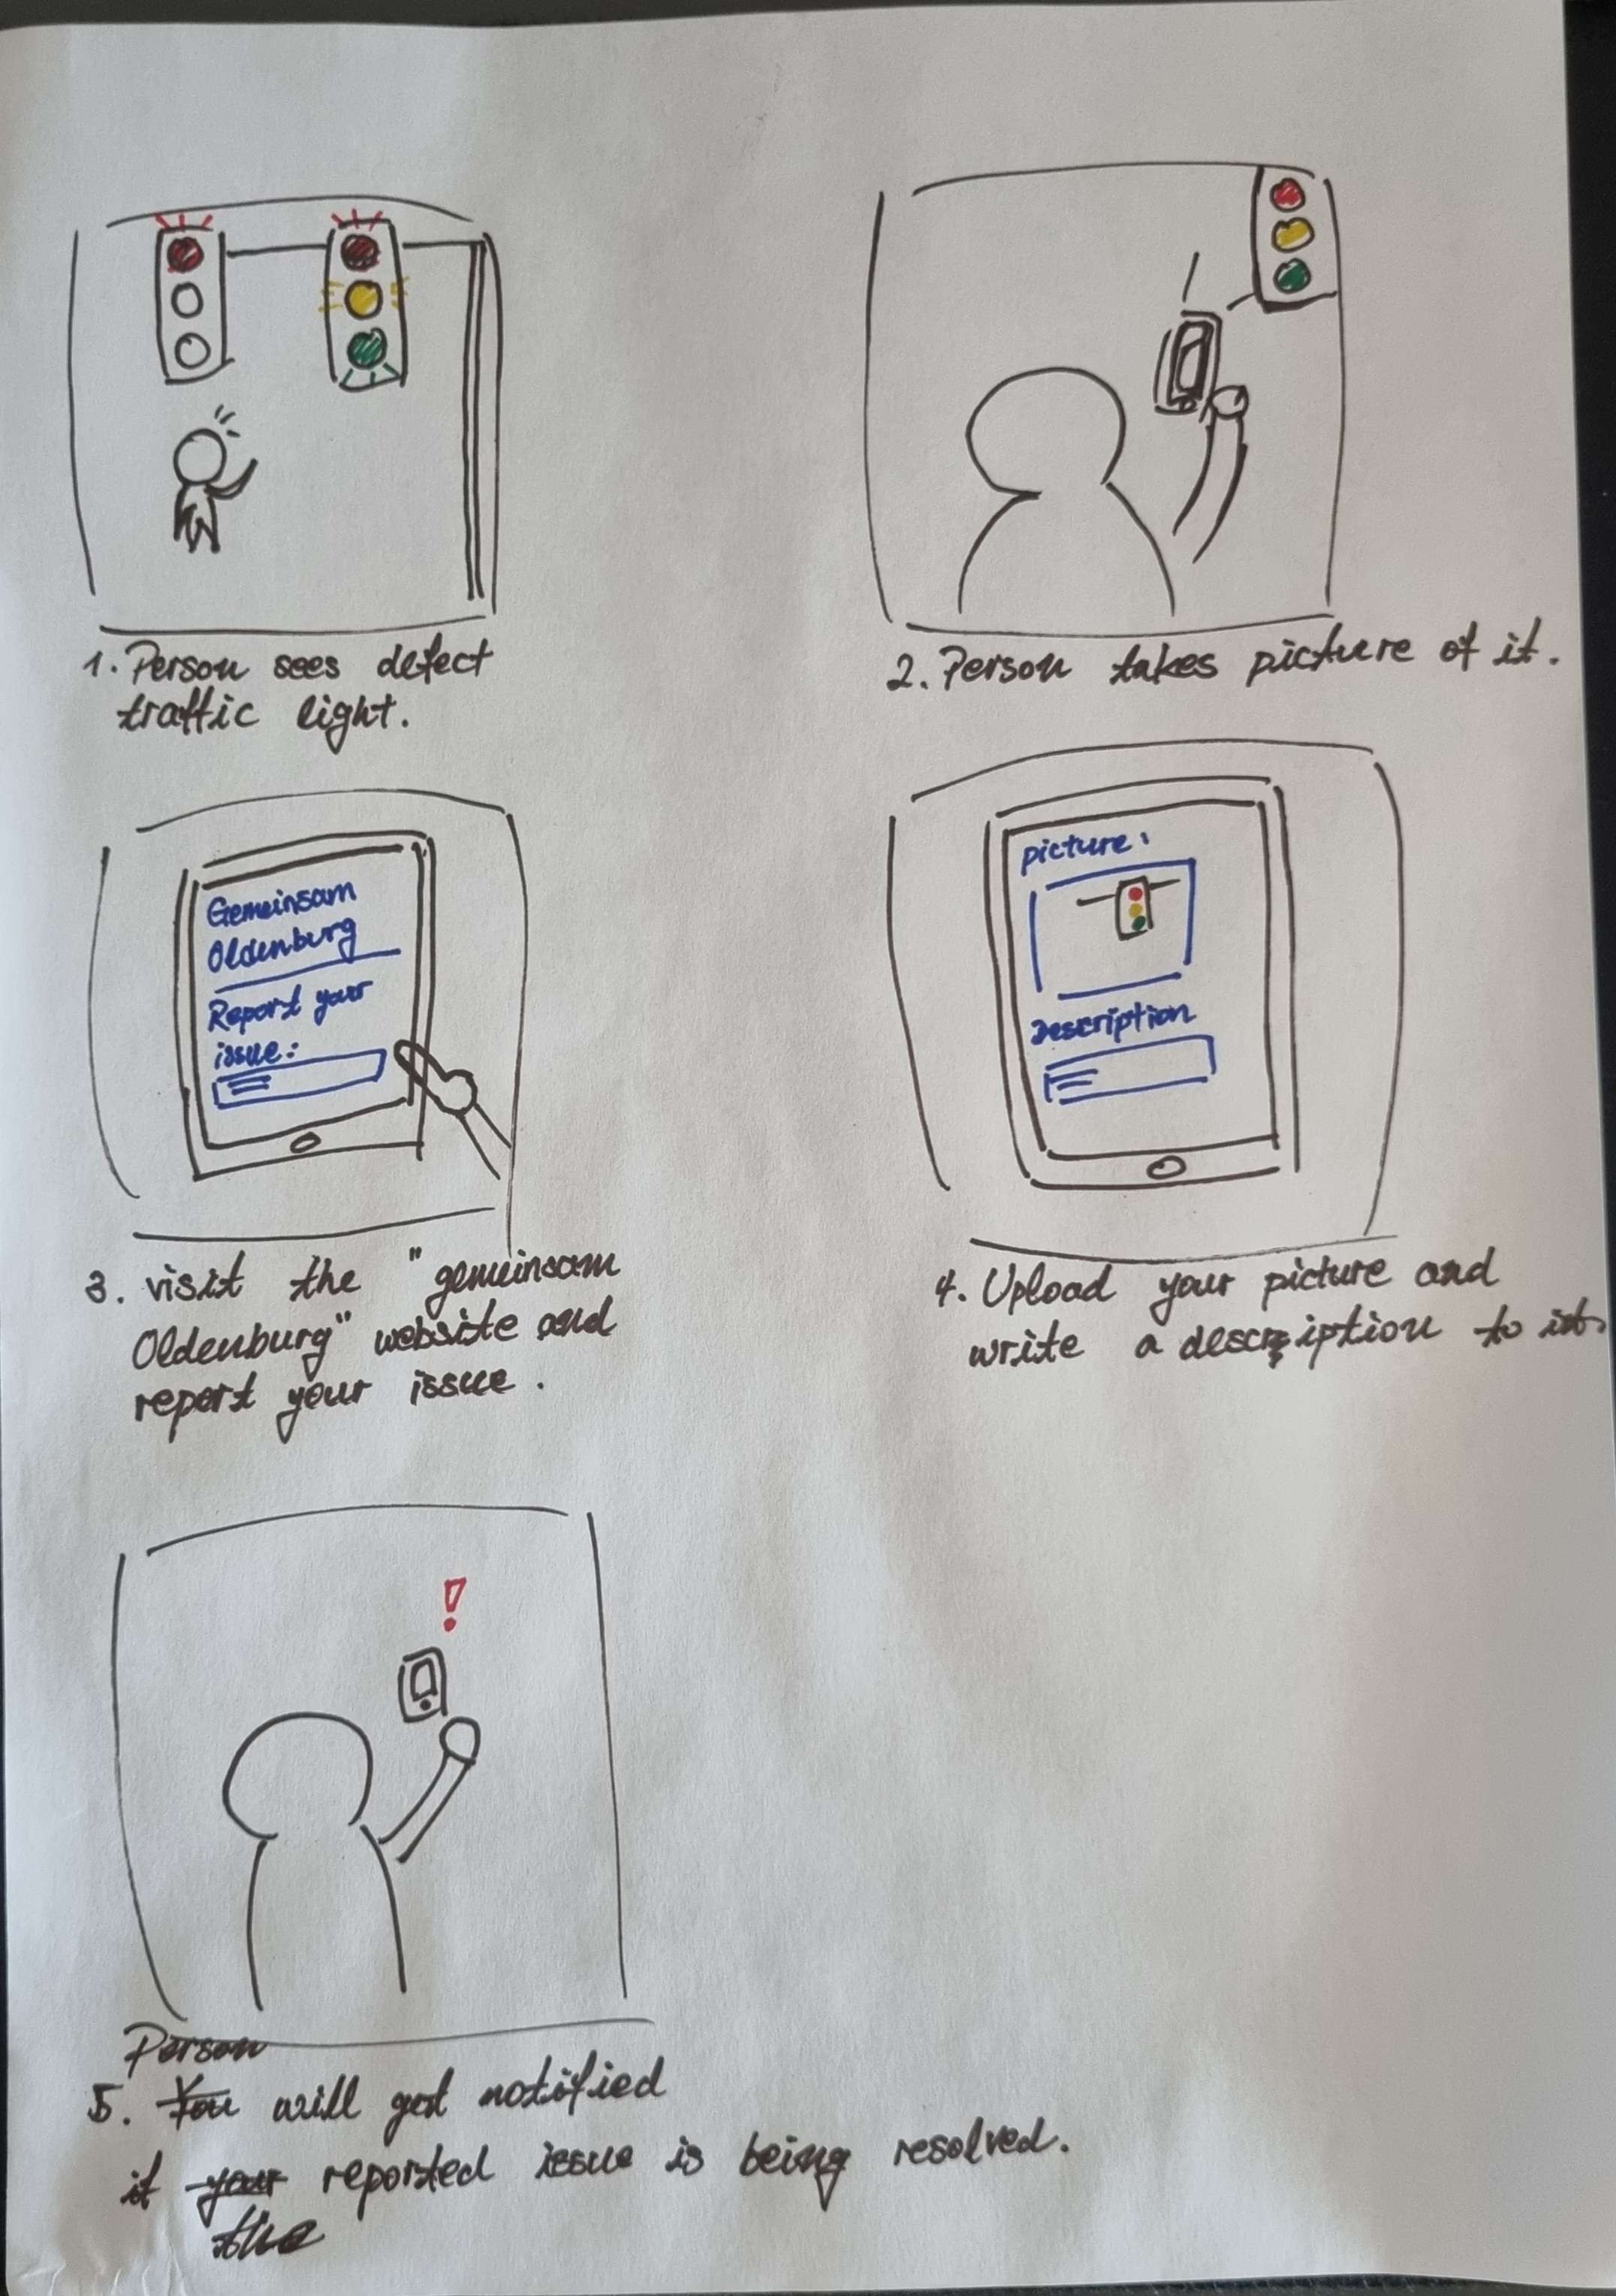 1. Person sees defect
traffic light.
2. Person takes picture of it.
Gemeinsam
Oldenburg
Report your
issue:
3. visit the "gemeinsam
Oldenburg" website and
report your issue.
picture:
Description
4. Upload your picture and
write a description to it.
!
Person
5. You will get notified
if your reported issue is being resolved.
the